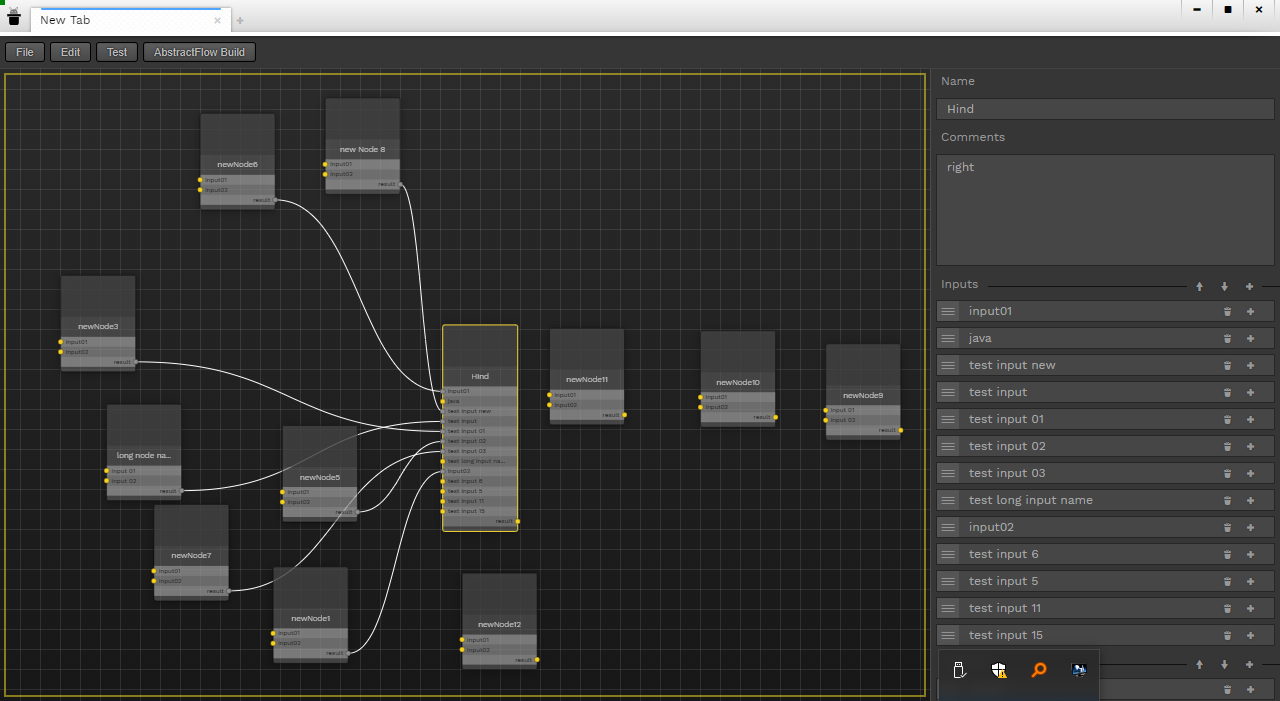 New Tab
File Edit Test AbstractFlow Build
Name
Hind
Comments
right
Inputs
input01
java
test input new
test input
test input 01
test input 02
test input 03
test long input name
input02
test input 6
test input 5
test input 11
test input 15
newNode6
input01
input02
result
new Node 8
input01
input02
result
newNode3
input01
input02
result
long node na...
input 01
input 02
result
newNode5
input01
input02
result
newNode7
input01
input02
result
newNode1
input01
input02
result
Hind
input01
java
test input new
test input
test input 01
test input 02
test input 03
test long input na...
input02
test input 6
test input 5
test input 11
test input 15
result
newNode11
input01
input02
result
newNode10
input01
input02
result
newNode9
input 01
input 02
result
newNode12
input01
input02
result